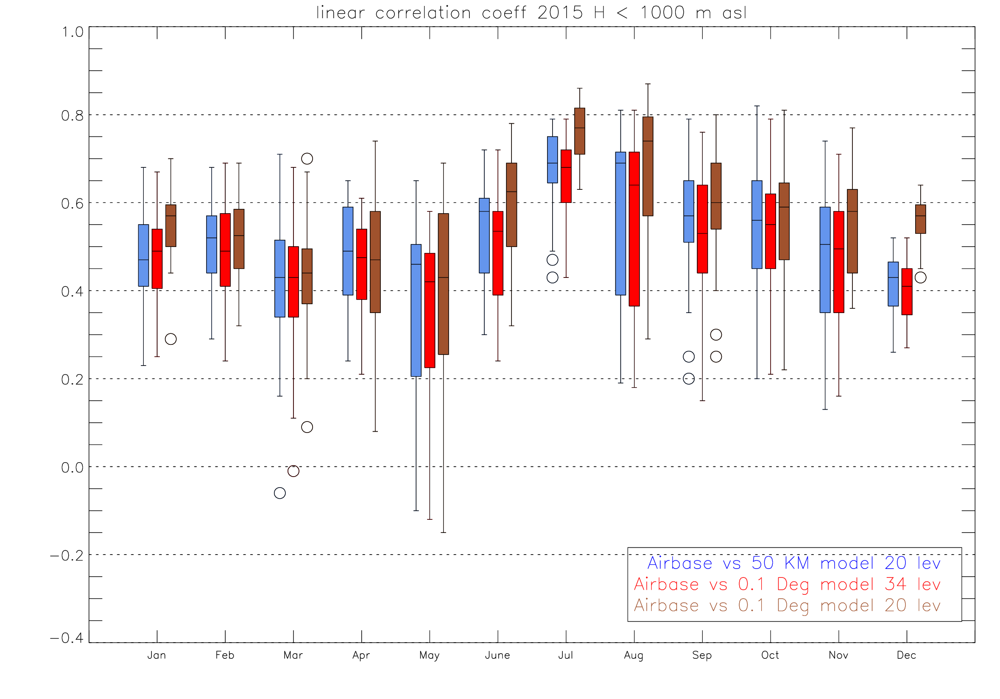 linear correlation coeff 2015 H < 1000 m asl
1.0
0.8
0.6
0.4
0.2
0.0
−0.2
−0.4
Jan Feb Mar Apr May June Jul Aug Sep Oct Nov Dec
Airbase vs 50 KM model 20 lev
Airbase vs 0.1 Deg model 34 lev
Airbase vs 0.1 Deg model 20 lev